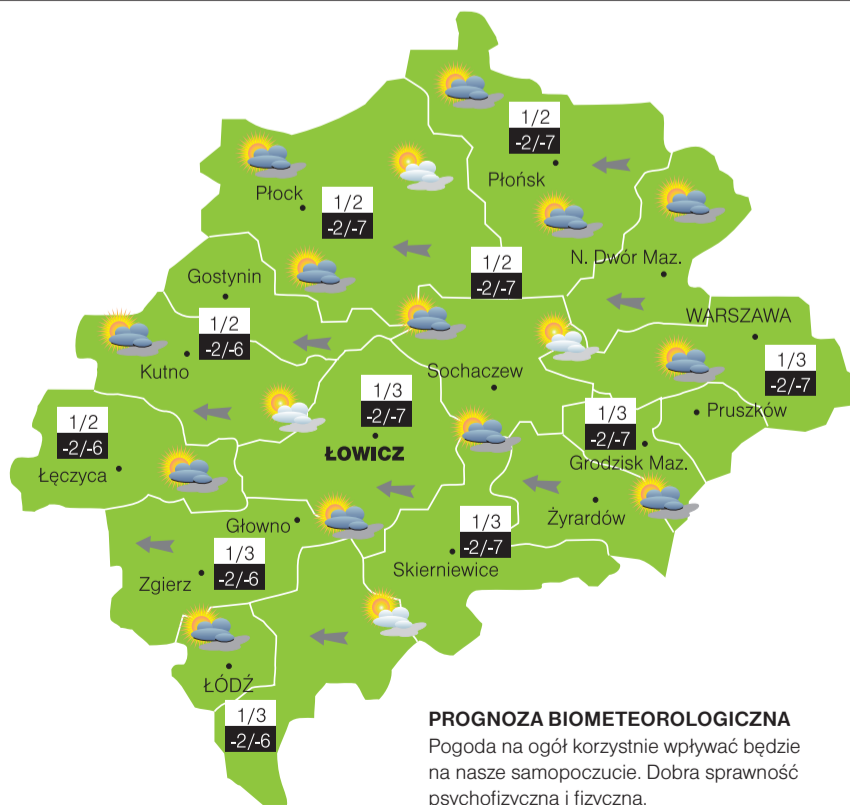 1/2
-2/-7
Płońsk
Płock
1/2
-2/-7
N. Dwór Maz.
1/2
-2/-7
Gostynin
WARSZAWA
1/2
-2/-6
Kutno
1/3
-2/-7
Sochaczew
1/3
-2/-7
ŁOWICZ
1/2
-2/-6
Łęczyca
1/3
-2/-7
Pruszków
Grodzisk Maz.
Głowno
Żyrardów
1/3
-2/-7
Skierniewice
1/3
-2/-6
Zgierz
ŁÓDŹ
1/3
-2/-6
PROGNOZA BIOMETEOROLOGICZNA
Pogoda na ogół korzystnie wpływać będzie
na nasze samopoczucie. Dobra sprawność
psychofizyczna i fizyczna.